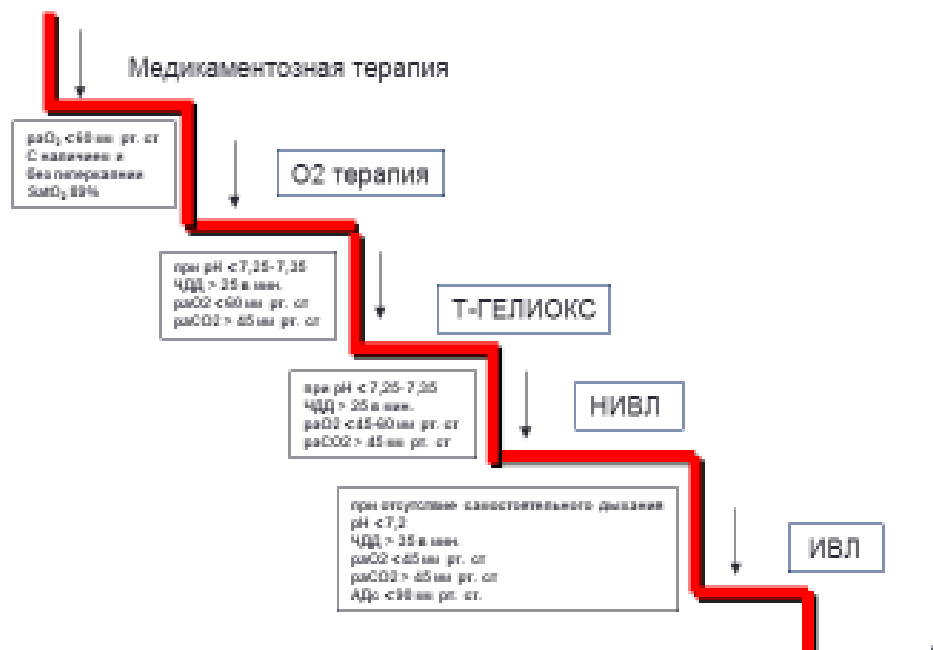 Медикаментозная терапия
paO2 <60 мм рт. ст
С наличием и
без гиперкапнии
SatO2 89%
О2 терапия
при pH <7,25-7,35
ЧДД > 25 в мин.
paO2 <60 мм рт. ст
paCO2 > 45 мм рт. ст
Т-ГЕЛИОКС
при pH <7,25-7,35
ЧДД > 25 в мин.
paO2 <45-60 мм рт. ст
paCO2 > 45 мм рт. ст
НИВЛ
при отсутствие самостоятельного дыхания
pH <7,2
ЧДД > 35 в мин.
paO2 <45 мм рт. ст
paCO2 > 45 мм рт. ст
АДс <90 мм рт. ст.
ИВЛ